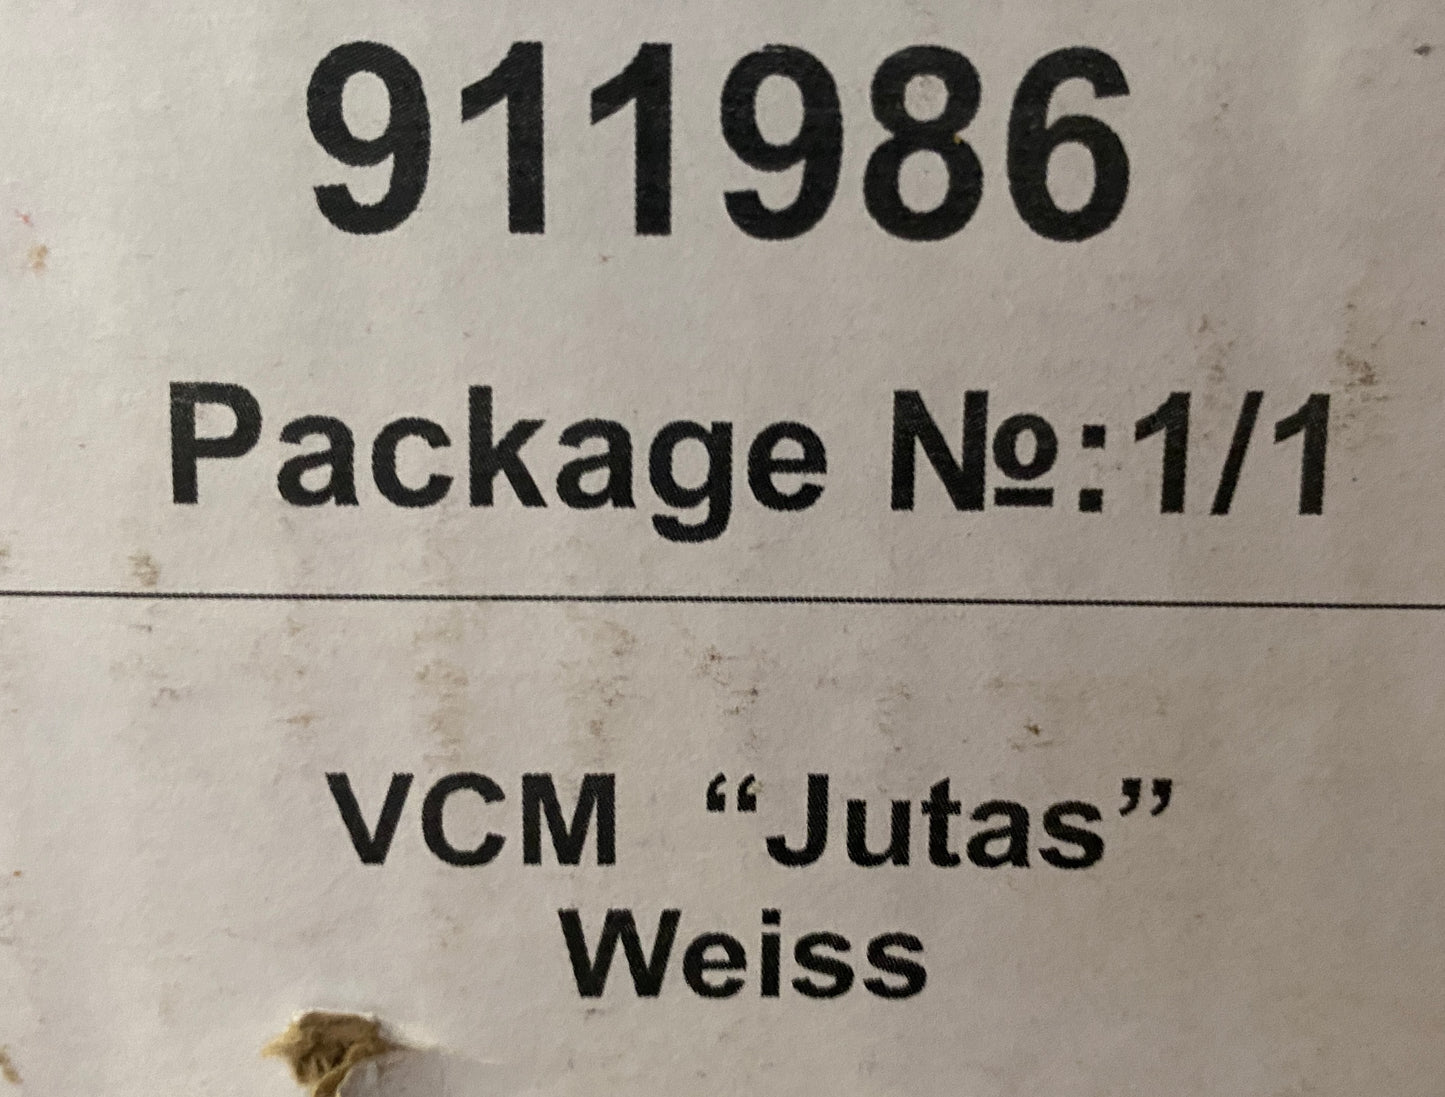 911986
Package №:1/1
VCM “Jutas”
Weiss